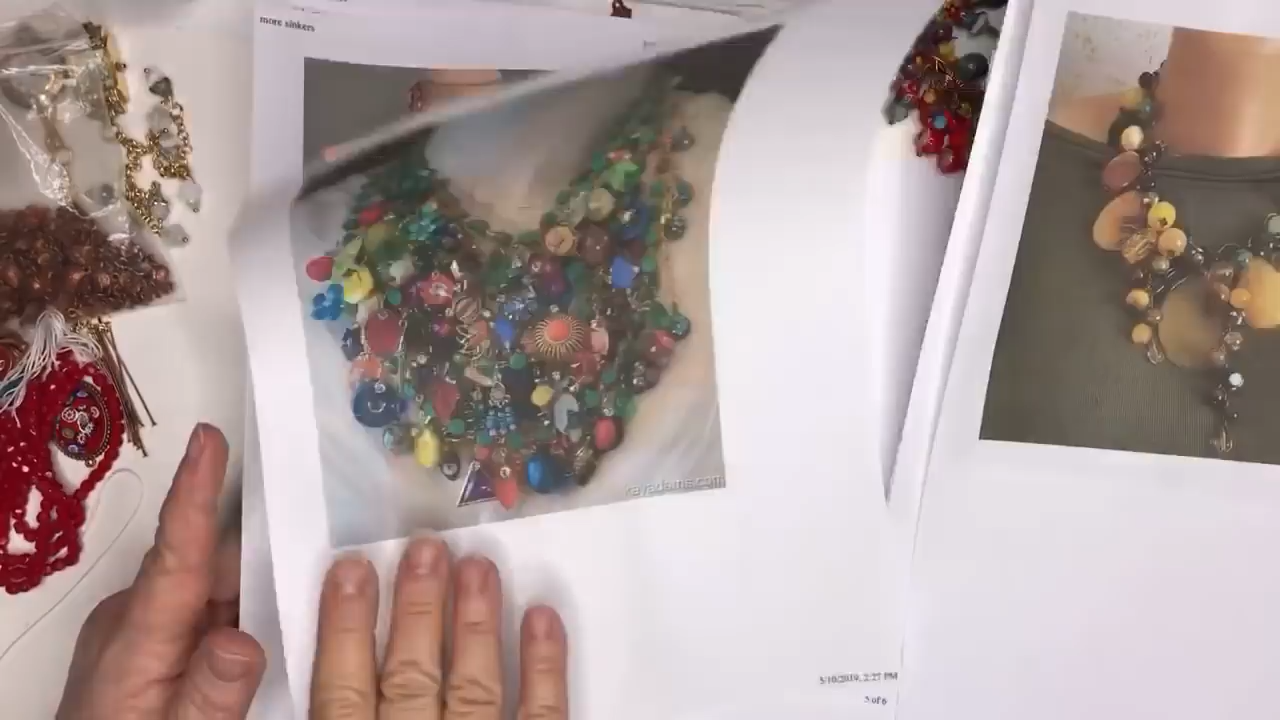 more sinkers
kayadams.com
3/10/2019, 2:27 PM
5 of 6